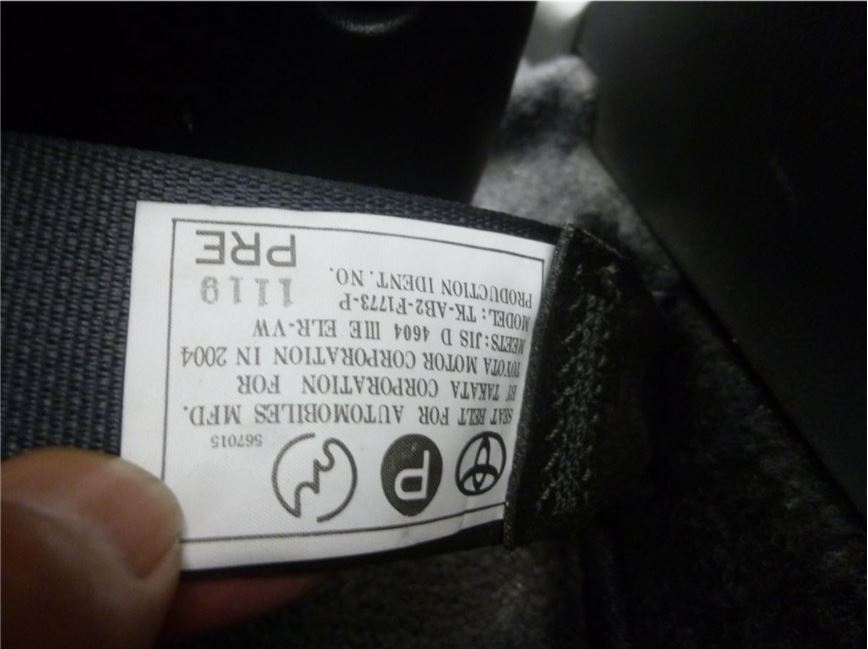 P
567015
SEAT BELT FOR AUTOMOBILES MFD.
BY TAKATA CORPORATION FOR
TOYOTA MOTOR CORPORATION IN 2004
MEETS: JIS D 4604 IIIE ELR-VW
MODEL: TK-AB2-F1773-P
PRODUCTION IDENT. NO.
1119
PRE